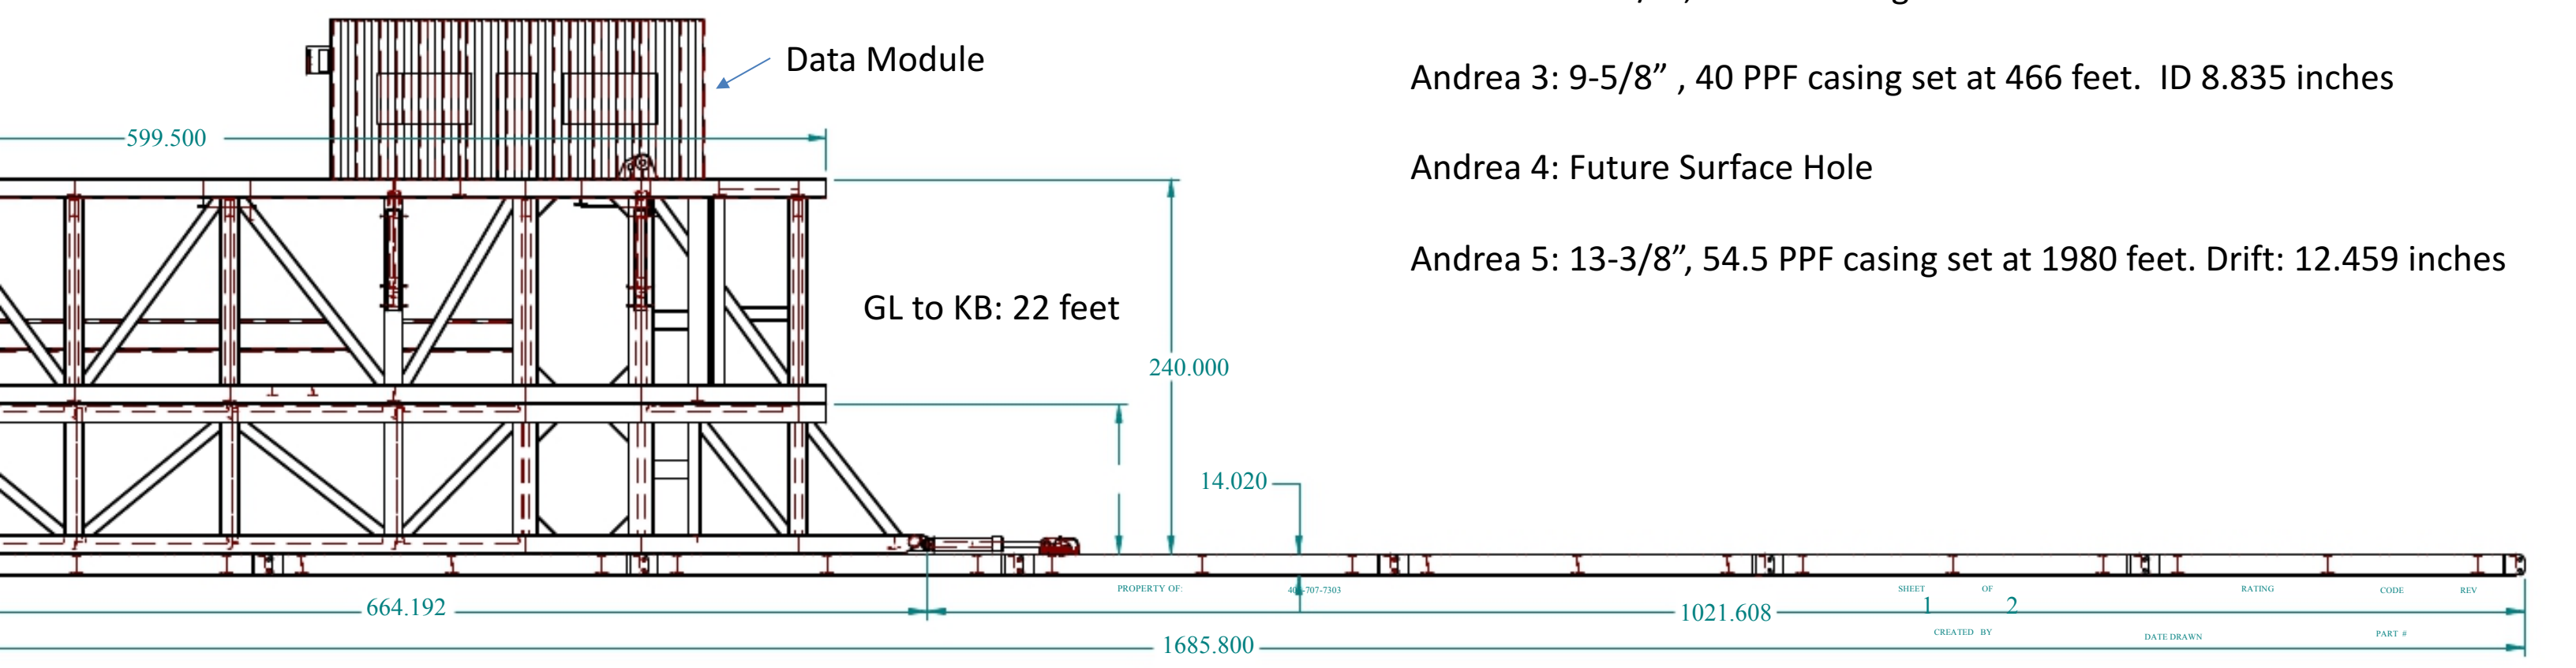 Data Module
Andrea 3: 9-5/8” , 40 PPF casing set at 466 feet. ID 8.835 inches
599.500
Andrea 4: Future Surface Hole
Andrea 5: 13-3/8”, 54.5 PPF casing set at 1980 feet. Drift: 12.459 inches
GL to KB: 22 feet
240.000
14.020
PROPERTY OF:
-707-7303
SHEET OF
RATING
CODE
REV
1 2
664.192
1021.608
CREATED BY
DATE DRAWN
PART #
1685.800